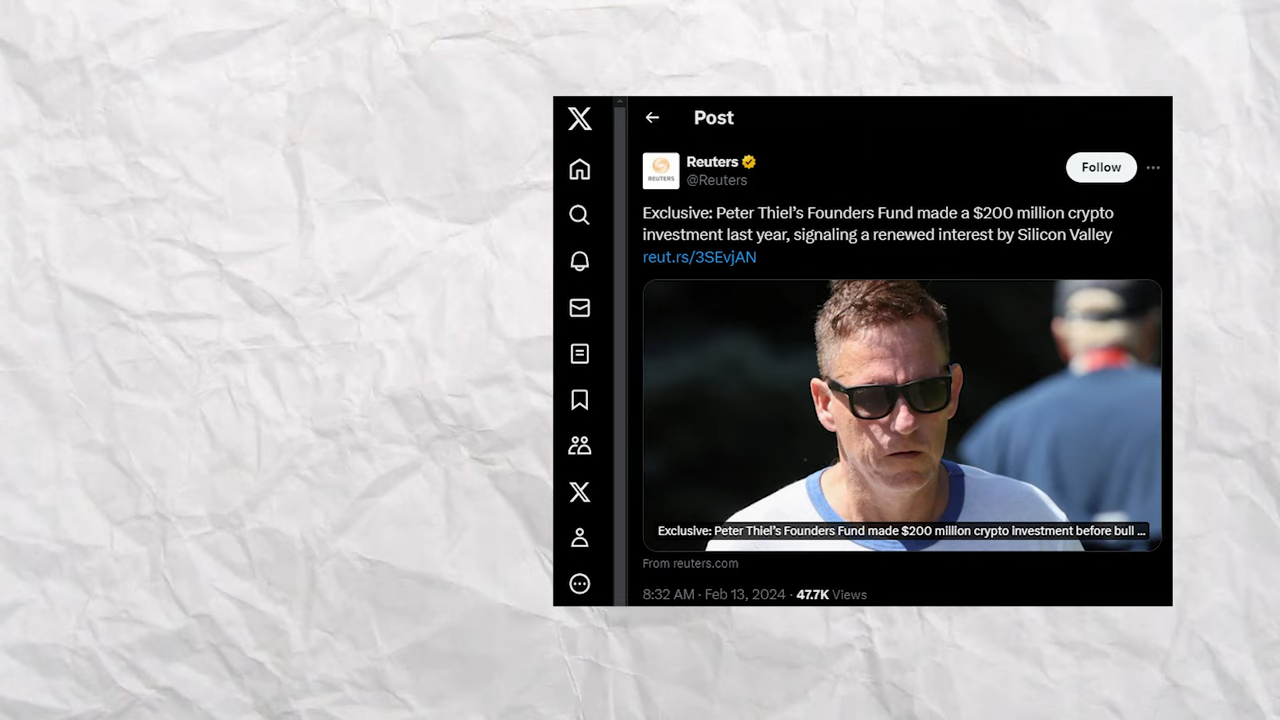 Post
REUTERS
Reuters
@Reuters
Follow
Exclusive: Peter Thiel’s Founders Fund made a $200 million crypto
investment last year, signaling a renewed interest by Silicon Valley
reut.rs/3SEvjAN
Exclusive: Peter Thiel’s Founders Fund made $200 million crypto investment before bull ...
From reuters.com
8:32 AM · Feb 13, 2024 · 47.7K Views